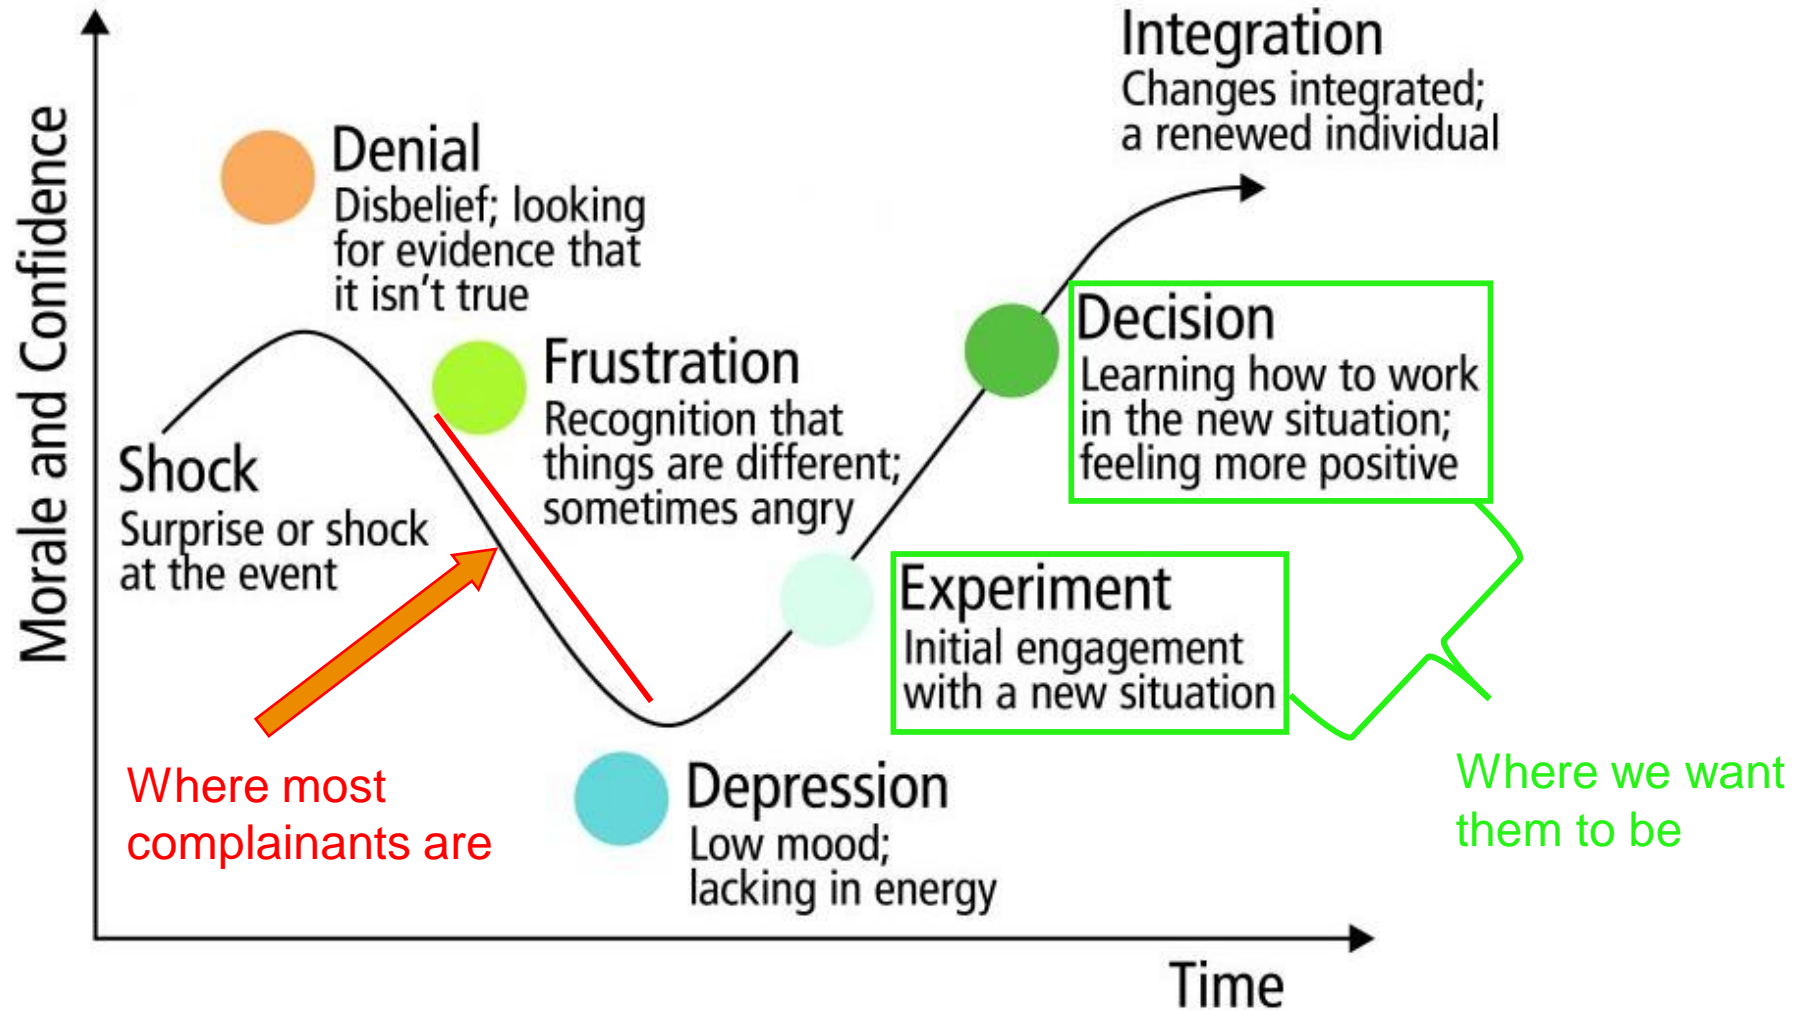 Morale and Confidence
Shock
Surprise or shock
at the event
Denial
Disbelief; looking
for evidence that
it isn't true
Frustration
Recognition that
things are different;
sometimes angry
Depression
Low mood;
lacking in energy
Experiment
Initial engagement
with a new situation
Decision
Learning how to work
in the new situation;
feeling more positive
Integration
Changes integrated;
a renewed individual
Where most
complainants are
Where we want
them to be
Time